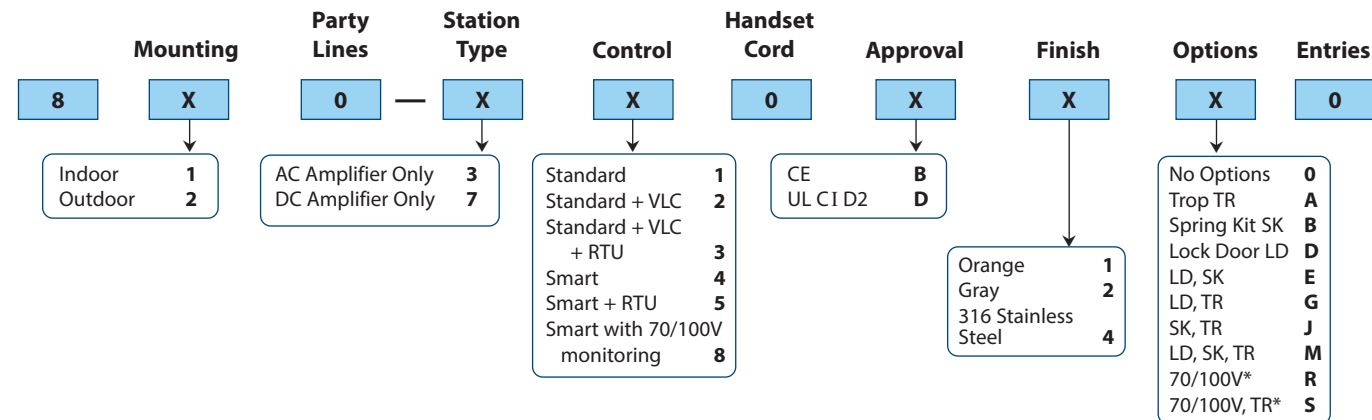 Mounting
Party
Lines
Station
Type
Control
Handset
Cord
Approval
Finish
Options
Entries
8 X 0 — X X 0 X X X 0
Indoor 1
Outdoor 2
AC Amplifier Only 3
DC Amplifier Only 7
Standard 1
Standard + VLC 2
Standard + VLC
+ RTU 3
Smart 4
Smart + RTU 5
Smart with 70/100V
monitoring 8
CE B
UL C I D2 D
Orange 1
Gray 2
316 Stainless
Steel 4
No Options 0
Trop TR A
Spring Kit SK B
Lock Door LD D
LD, SK E
LD, TR G
SK, TR J
LD, SK, TR M
70/100V* R
70/100V, TR* S